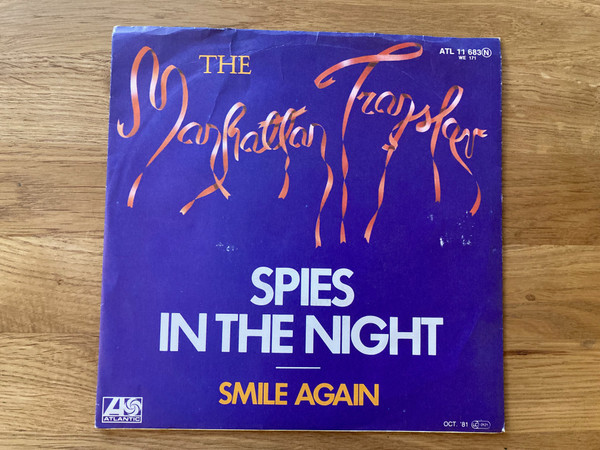 ATL 11 683 N
WE 171
THE
Manhattan Transfer
SPIES
IN THE NIGHT
SMILE AGAIN
ATLANTIC
OCT. '81